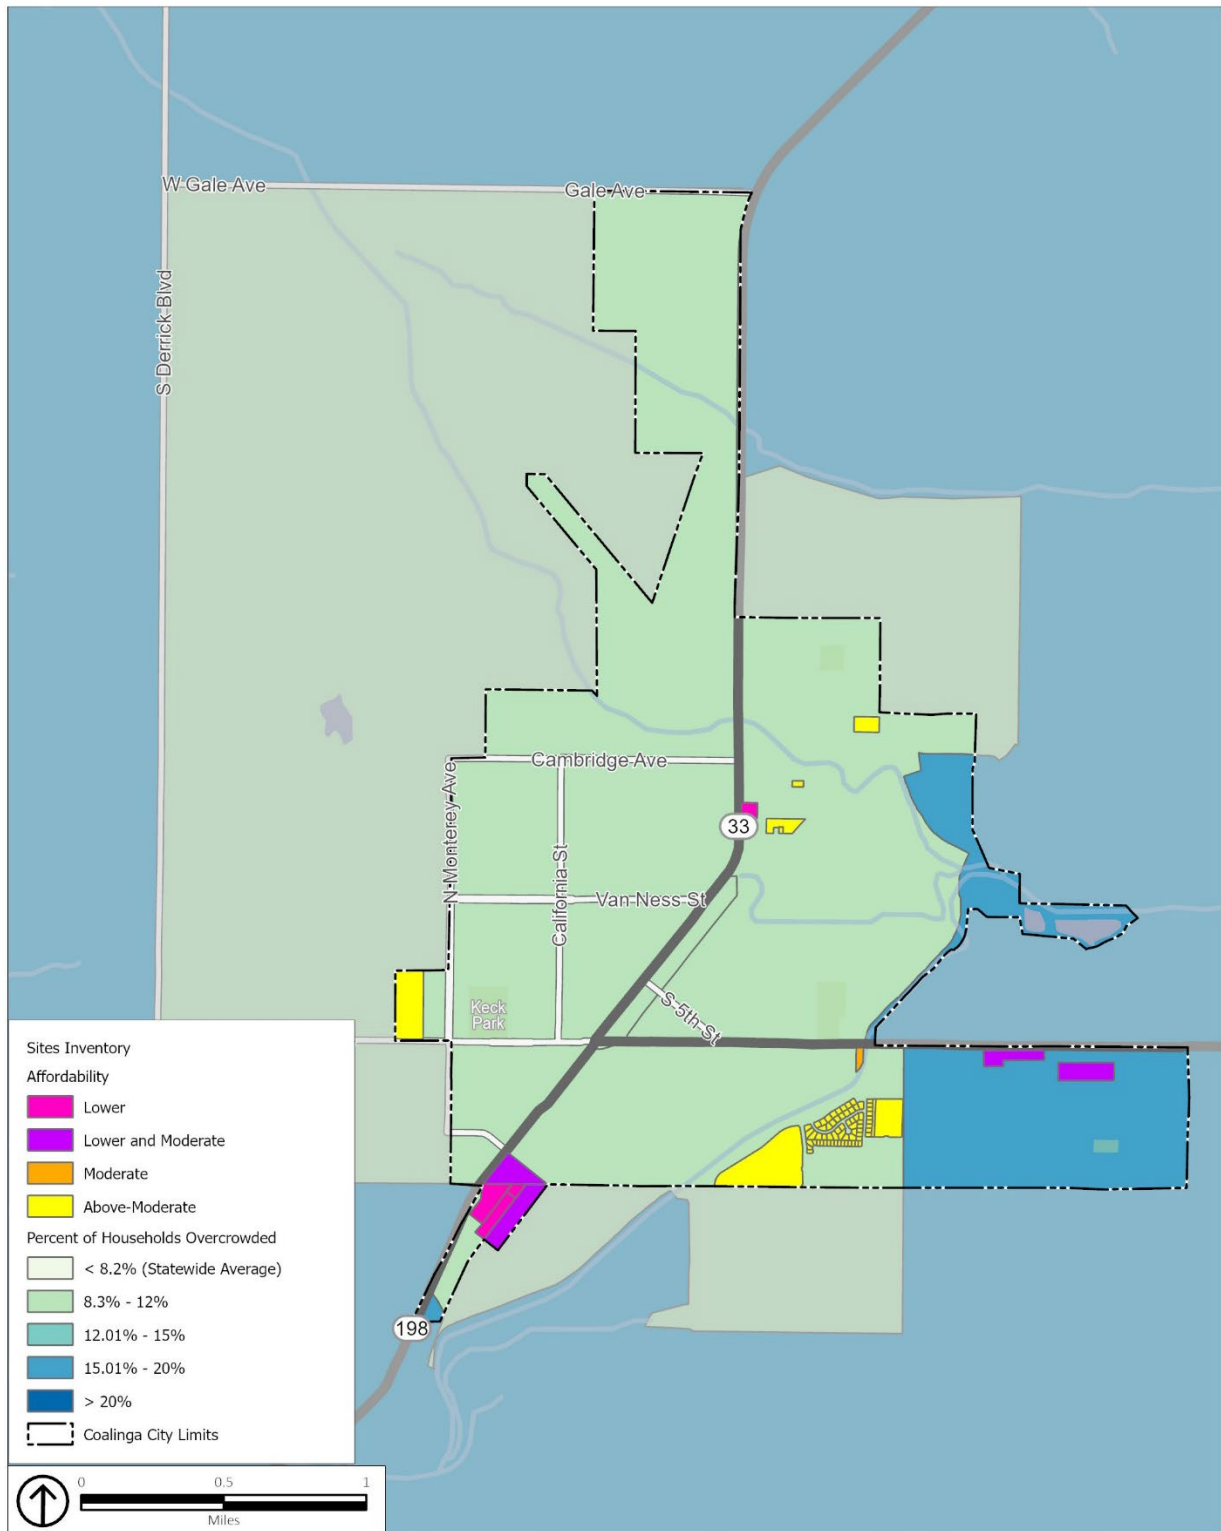 W Gale Ave
Gale Ave
S Derrick Blvd
Cambridge Ave
N Monterey Ave
California St
33
Van Ness St
S 5th St
Keck
Park
198
Sites Inventory
Affordability
Lower
Lower and Moderate
Moderate
Above-Moderate
Percent of Households Overcrowded
< 8.2% (Statewide Average)
8.3% - 12%
12.01% - 15%
15.01% - 20%
> 20%
Coalinga City Limits
0 0.5 1
Miles